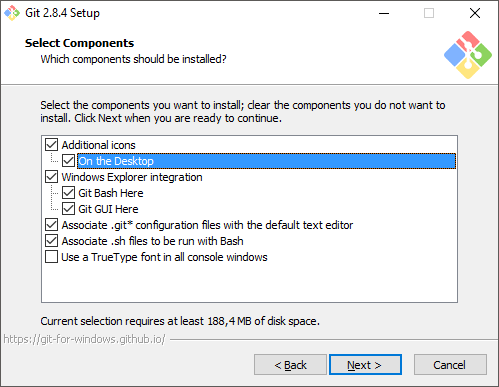 Git 2.8.4 Setup
Select Components
Which components should be installed?
Select the components you want to install; clear the components you do not want to
install. Click Next when you are ready to continue.
Additional icons
On the Desktop
Windows Explorer integration
Git Bash Here
Git GUI Here
Associate .git* configuration files with the default text editor
Associate .sh files to be run with Bash
Use a TrueType font in all console windows
Current selection requires at least 188,4 MB of disk space.
https://git-for-windows.github.io/
< Back
Next >
Cancel